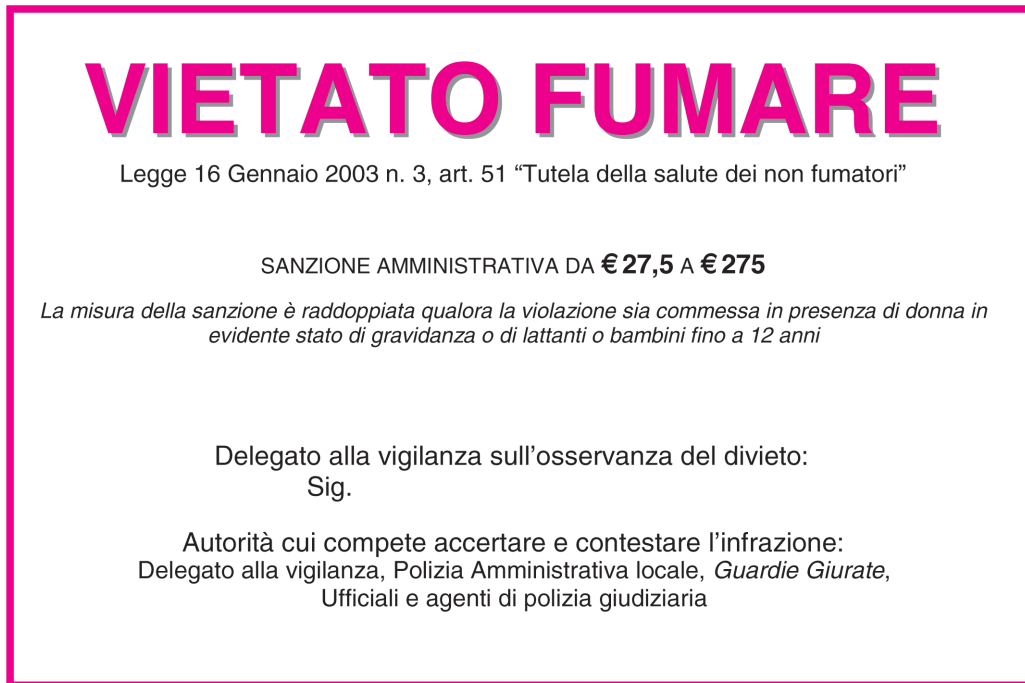 VIETATO FUMARE
Legge 16 Gennaio 2003 n. 3, art. 51 “Tutela della salute dei non fumatori”
SANZIONE AMMINISTRATIVA DA € 27,5 A € 275
La misura della sanzione è raddoppiata qualora la violazione sia commessa in presenza di donna in
evidente stato di gravidanza o di lattanti o bambini fino a 12 anni
Delegato alla vigilanza sull’osservanza del divieto:
Sig.
Autorità cui compete accertare e contestare l’infrazione:
Delegato alla vigilanza, Polizia Amministrativa locale, Guardie Giurate,
Ufficiali e agenti di polizia giudiziaria